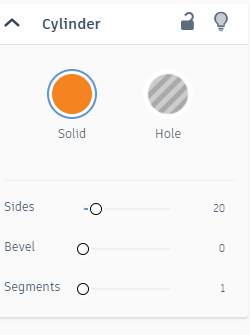 Cylinder
Solid Hole
Sides 20
Bevel 0
Segments 1